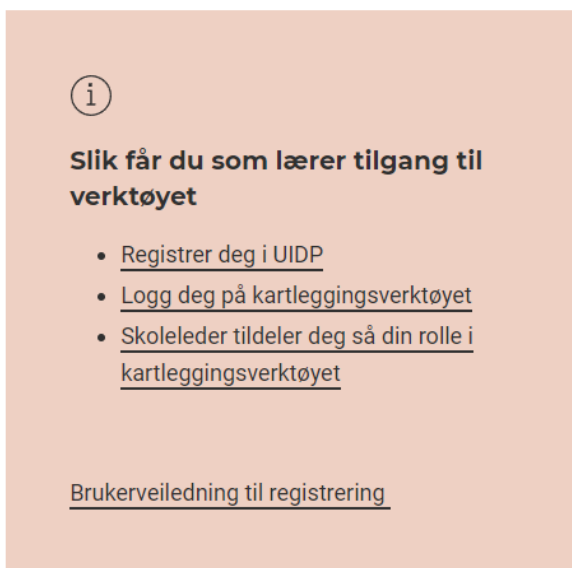 Slik får du som lærer tilgang til
verktøyet
• Registrer deg i UIDP
• Logg deg på kartleggingsverktøyet
• Skoleleder tildeler deg så din rolle i
kartleggingsverktøyet
Brukerveiledning til registrering